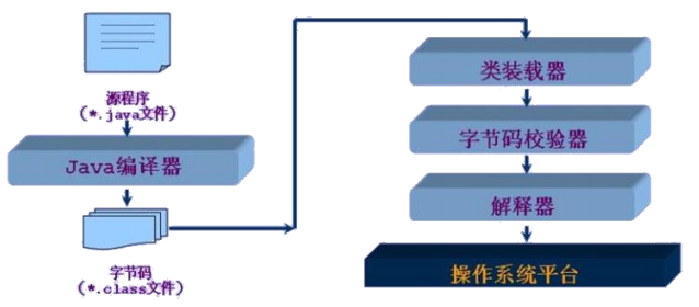 源程序
(*.java文件)
Java编译器
字节码
(*.class文件)
类装载器
字节码校验器
解释器
操作系统平台